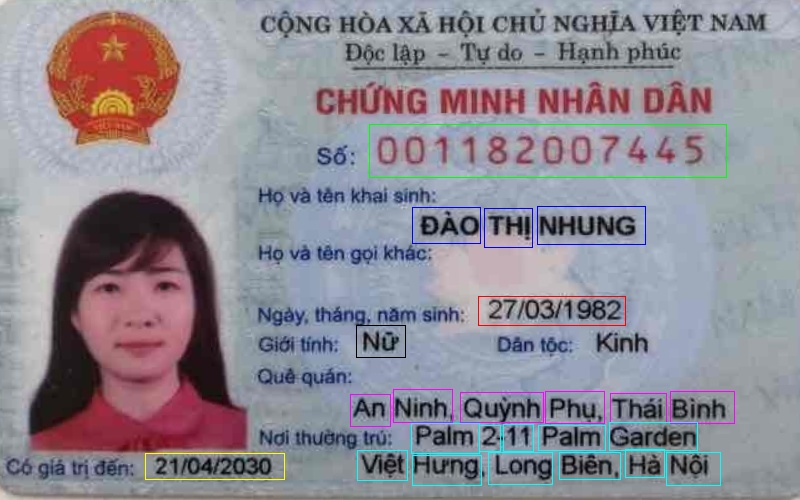 CỘNG HÒA XÃ HỘI CHỦ NGHĨA VIỆT NAM
Độc lập - Tự do - Hạnh phúc
CHỨNG MINH NHÂN DÂN
Số: 001182007445
Họ và tên khai sinh:
ĐÀO THỊ NHUNG
Họ và tên gọi khác:
Ngày, tháng, năm sinh: 27/03/1982
Giới tính: Nữ Dân tộc: Kinh
Quê quán:
An Ninh, Quỳnh Phụ, Thái Bình
Nơi thường trú: Palm 2-11 Palm Garden
Việt Hưng, Long Biên, Hà Nội
Có giá trị đến: 21/04/2030